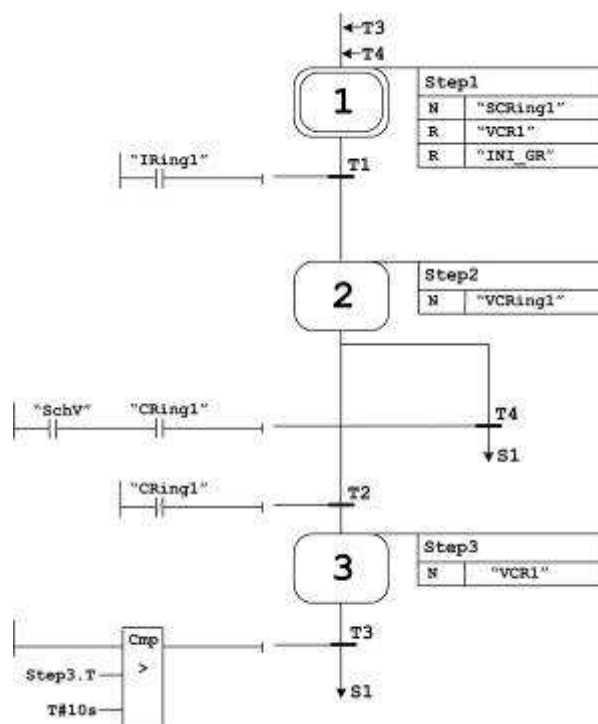 T3
T4
1
Step1
N "SCRing1"
R "VCR1"
R "INI_GR"
"IRing1"
T1
2
Step2
N "VCRing1"
"SchV" "CRing1"
T4
S1
"CRing1"
T2
3
Step3
N "VCR1"
T3
Cmp
>
Step3.T
T#10s
S1